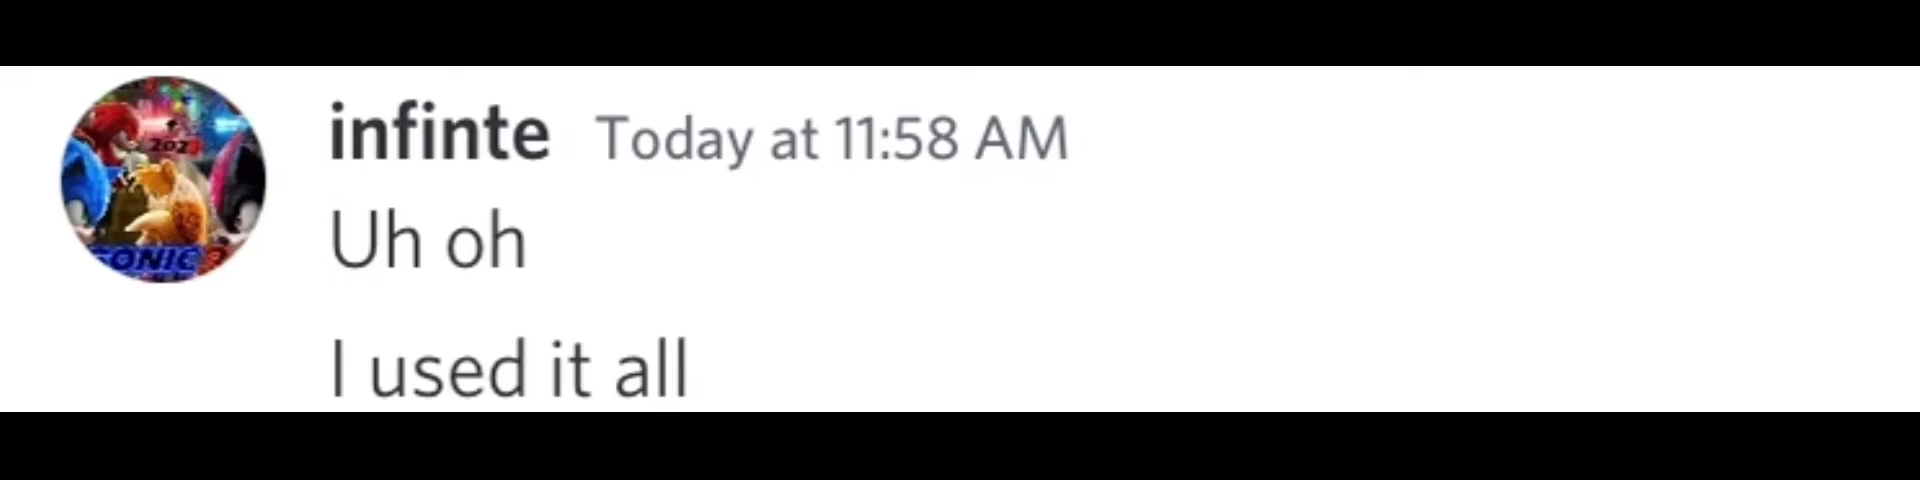 infinte Today at 11:58 AM
Uh oh
I used it all